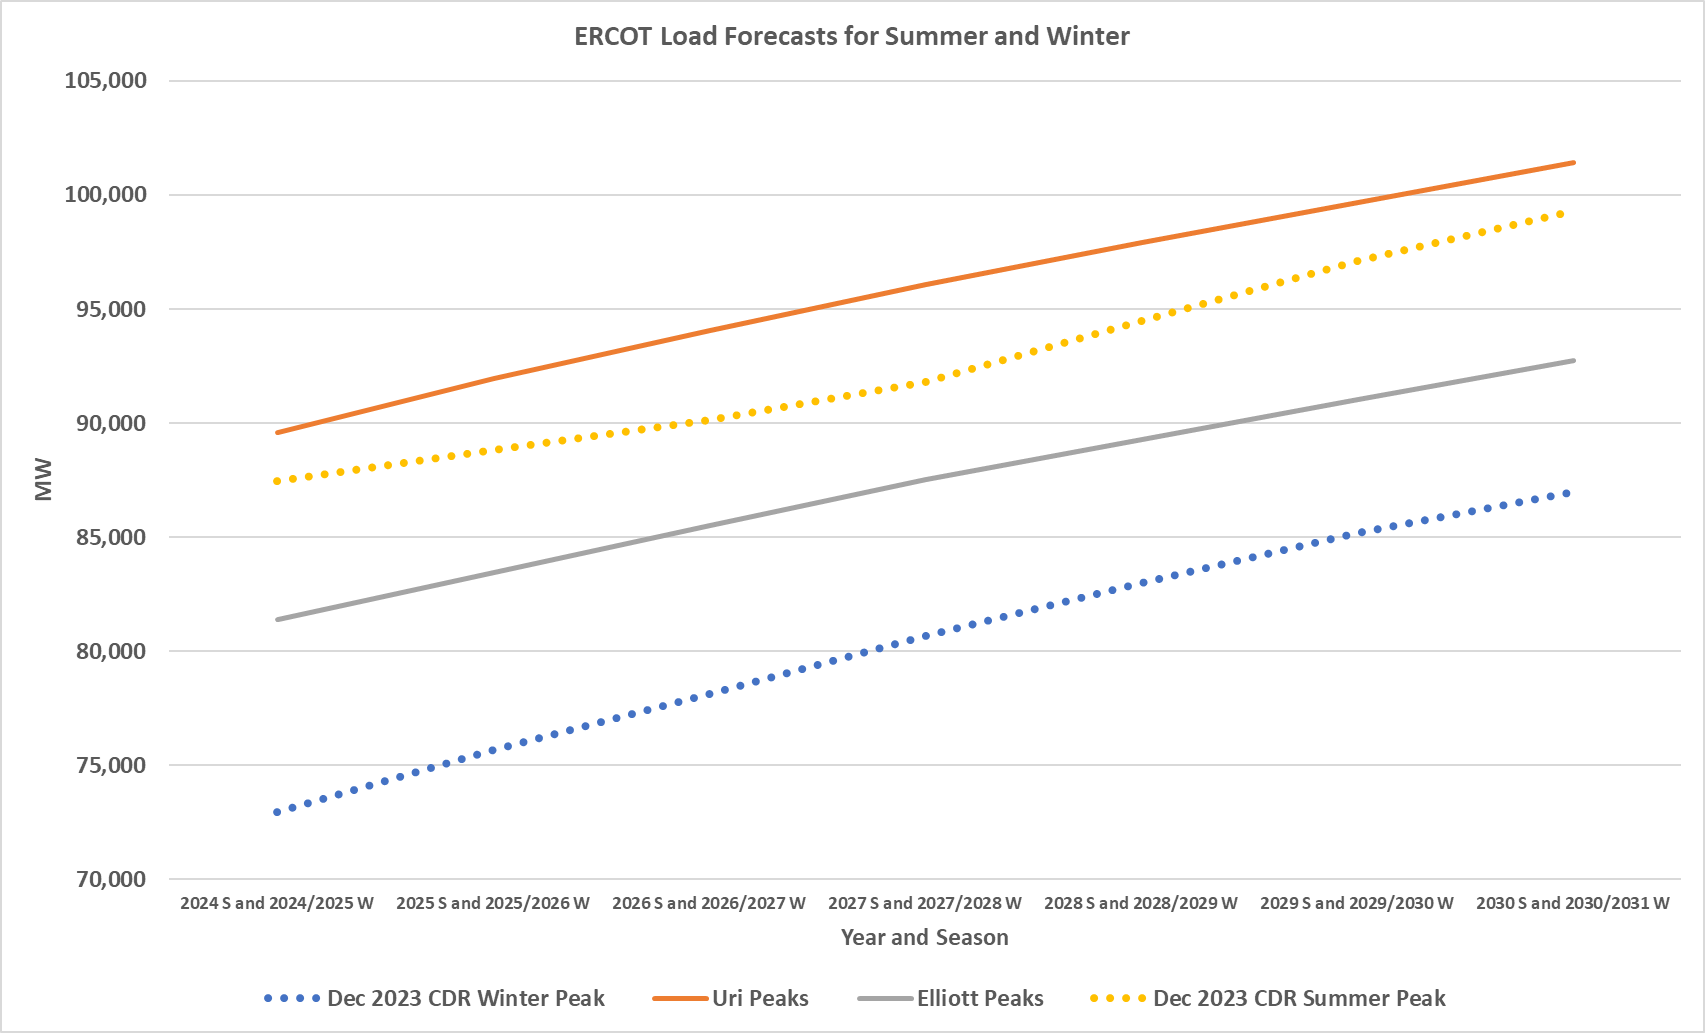 ERCOT Load Forecasts for Summer and Winter
105,000
100,000
95,000
90,000
85,000
80,000
75,000
70,000
MW
2024 S and 2024/2025 W
2025 S and 2025/2026 W
2026 S and 2026/2027 W
2027 S and 2027/2028 W
2028 S and 2028/2029 W
2029 S and 2029/2030 W
2030 S and 2030/2031 W
Year and Season
Dec 2023 CDR Winter Peak
Uri Peaks
Elliott Peaks
Dec 2023 CDR Summer Peak